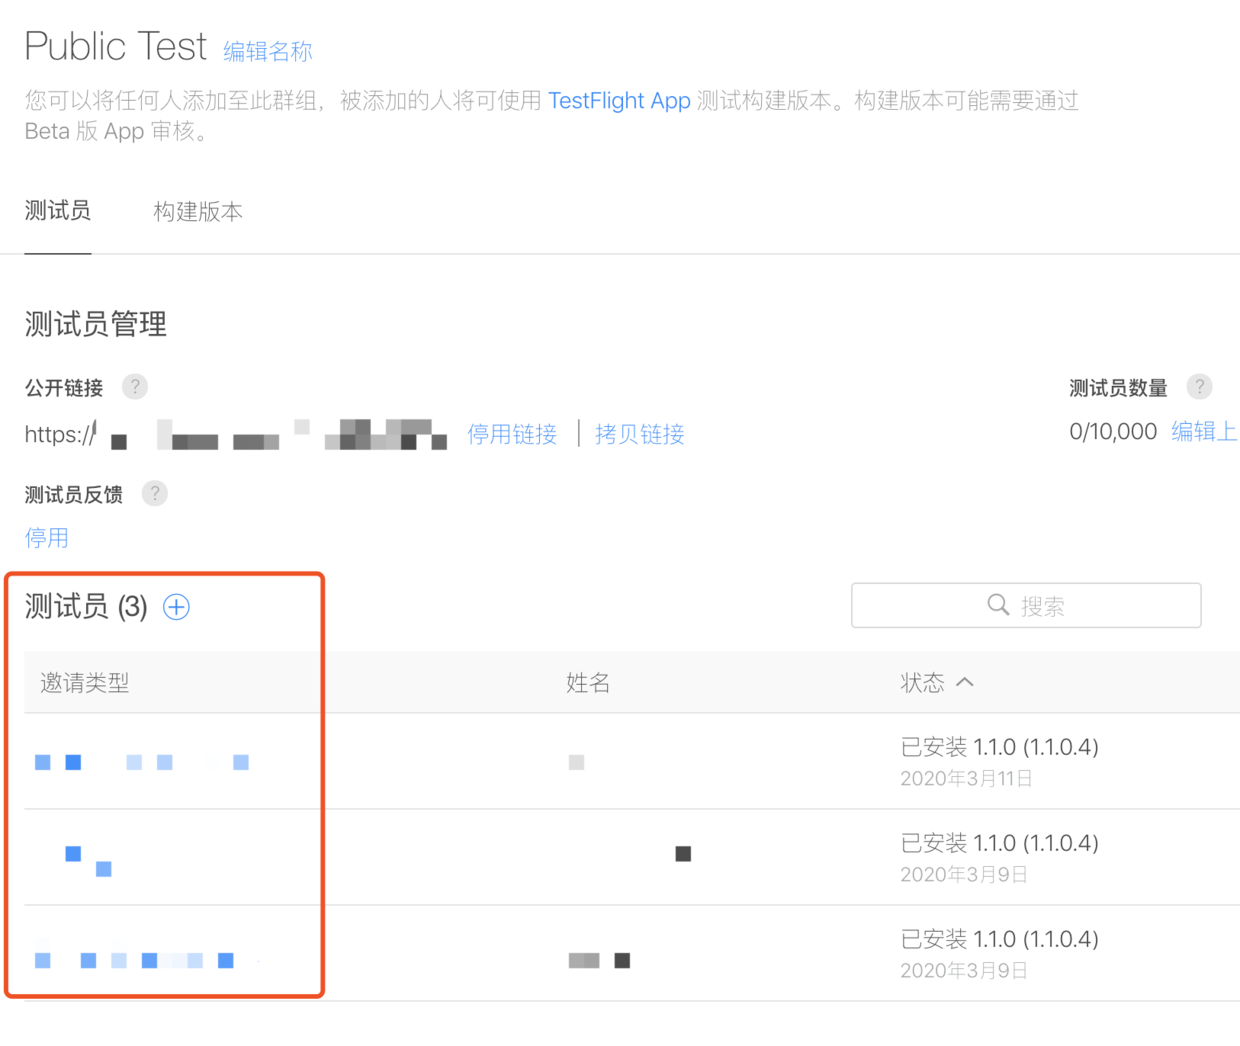 Public Test 编辑名称
您可以将任何人添加至此群组，被添加的人将可使用 TestFlight App 测试构建版本。构建版本可能需要通过
Beta 版 App 审核。
测试员 构建版本
测试员管理
公开链接 ? 测试员数量 ?
https:// 停用链接 | 拷贝链接 0/10,000 编辑上
测试员反馈 ?
停用
测试员 (3) 搜索
邀请类型 姓名 状态
已安装 1.1.0 (1.1.0.4)
2020年3月11日
已安装 1.1.0 (1.1.0.4)
2020年3月9日
已安装 1.1.0 (1.1.0.4)
2020年3月9日